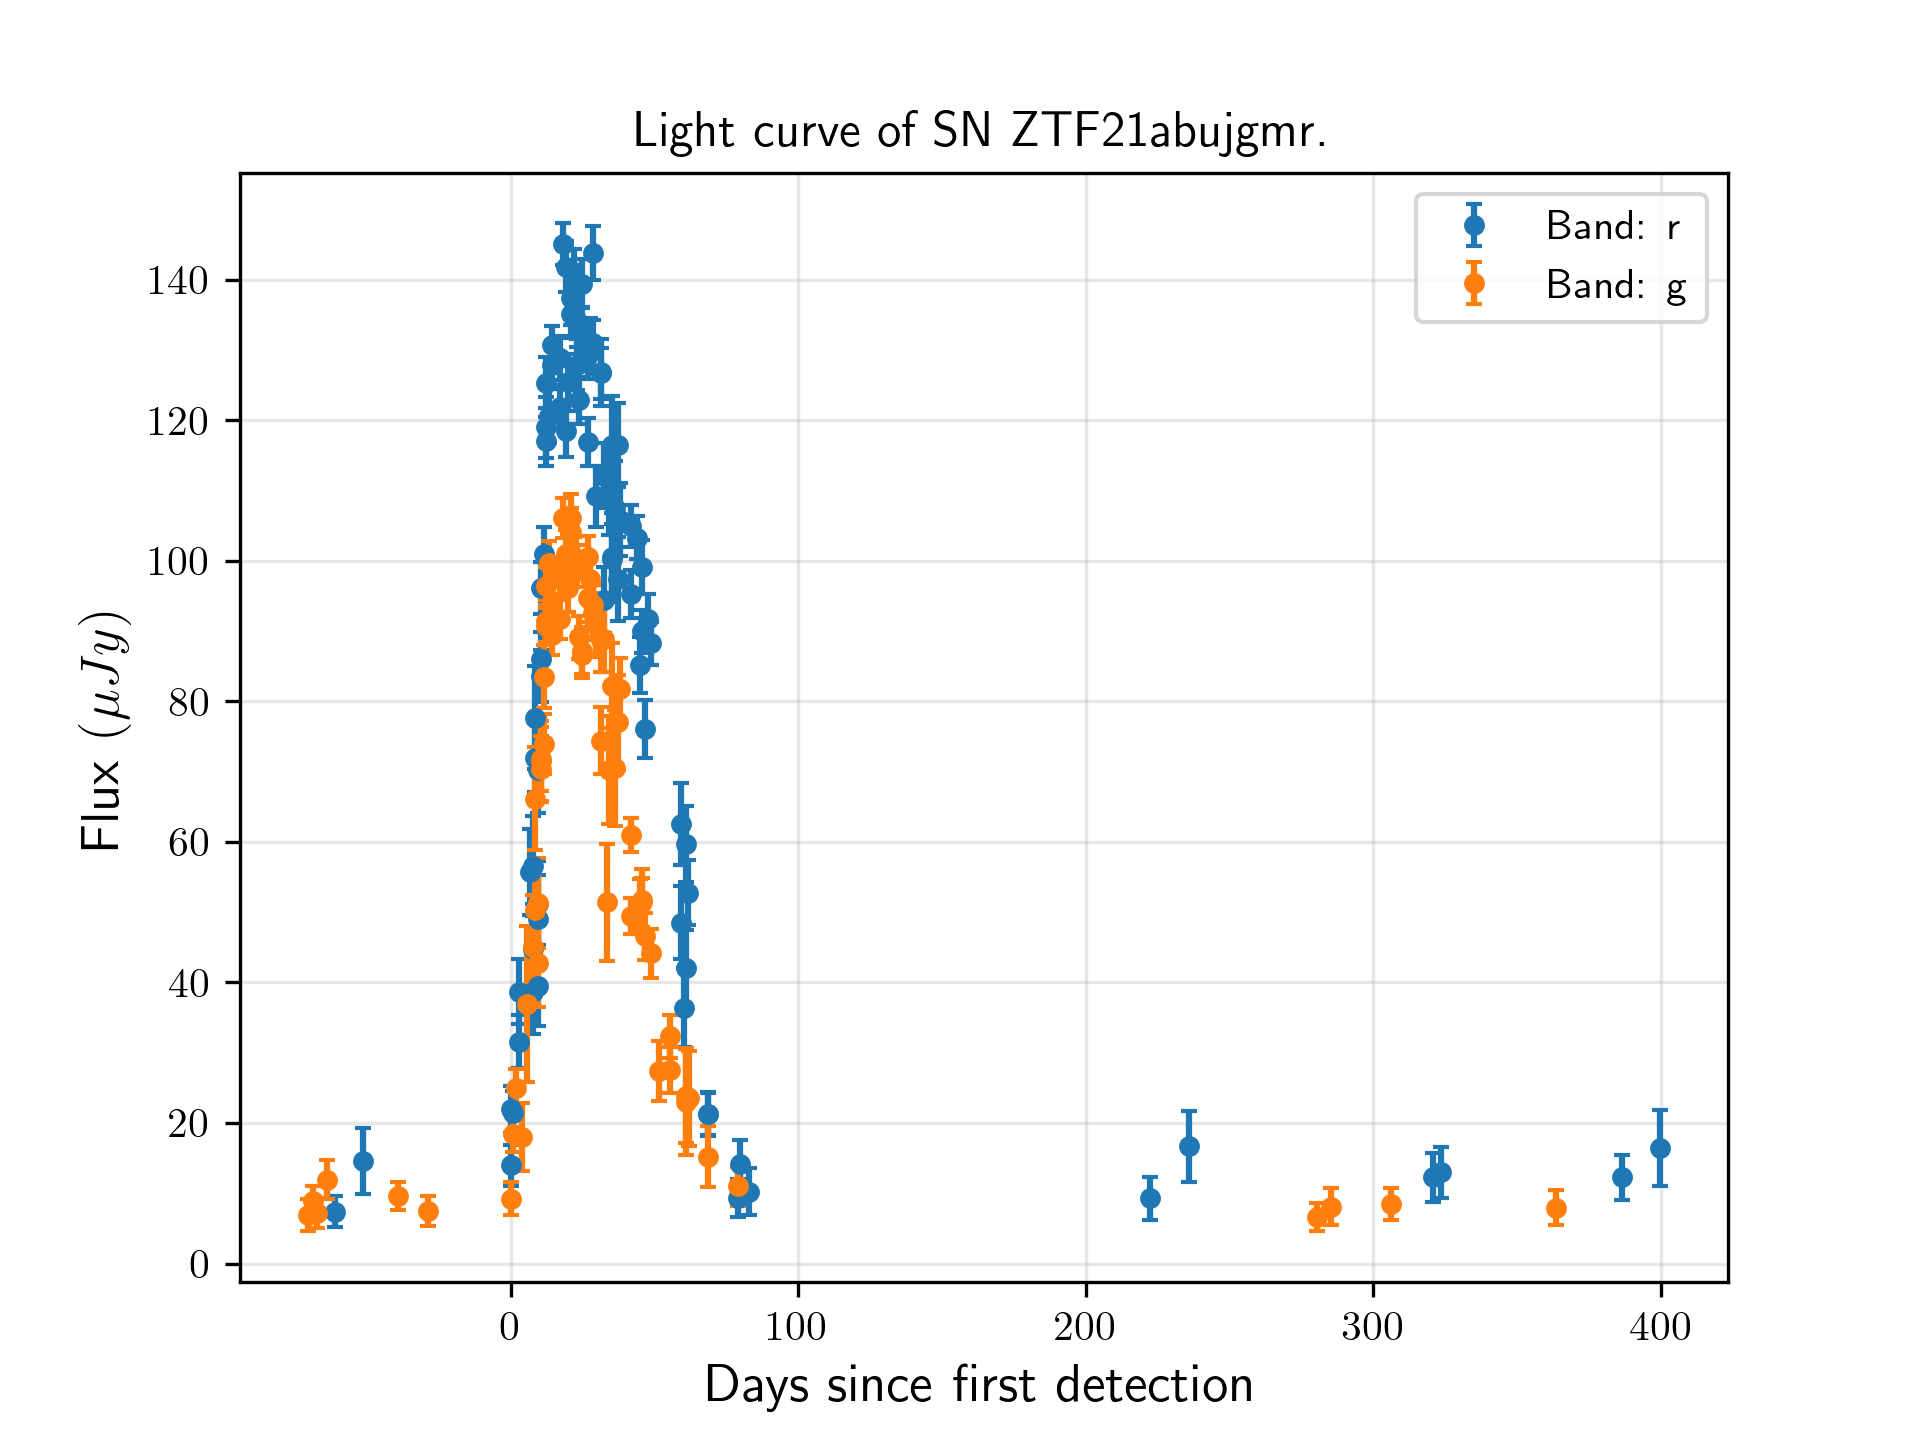 Light curve of SN ZTF21abujgmr.
Band: r
Band: g
Flux (μJy)
140
120
100
80
60
40
20
0
0 100 200 300 400
Days since first detection